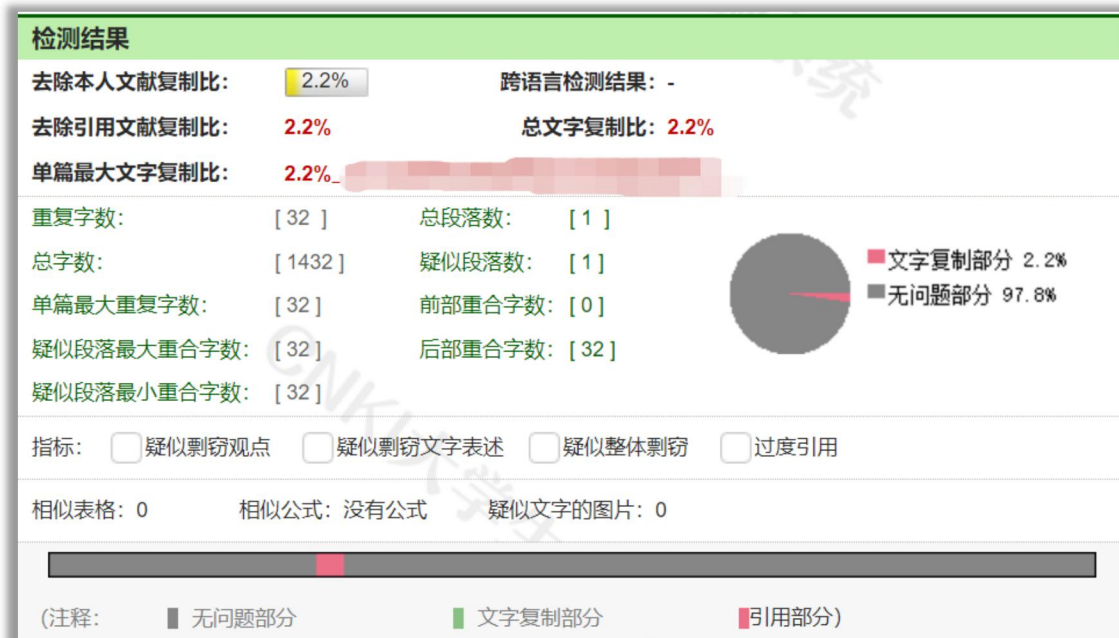 检测结果
去除本人文献复制比： 2.2% 跨语言检测结果：-
去除引用文献复制比： 2.2% 总文字复制比：2.2%
单篇最大文字复制比： 2.2%_
重复字数： [ 32 ] 总段落数： [ 1 ]
总字数： [ 1432 ] 疑似段落数： [ 1 ]
单篇最大重复字数： [ 32 ] 前部重合字数： [ 0 ]
疑似段落最大重合字数： [ 32 ] 后部重合字数： [ 32 ]
疑似段落最小重合字数： [ 32 ]
文字复制部分 2.2%
无问题部分 97.8%
指标： 疑似剽窃观点 疑似剽窃文字表述 疑似整体剽窃 过度引用
相似表格：0 相似公式：没有公式 疑似文字的图片：0
(注释： 无问题部分 文字复制部分 引用部分)
CNKI大学生
系统